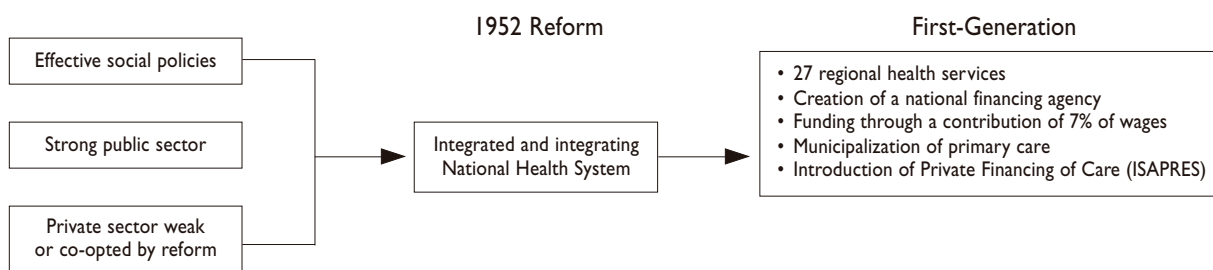 1952 Reform
First-Generation
Effective social policies
Strong public sector
Private sector weak
or co-opted by reform
Integrated and integrating
National Health System
• 27 regional health services
• Creation of a national financing agency
• Funding through a contribution of 7% of wages
• Municipalization of primary care
• Introduction of Private Financing of Care (ISAPRES)